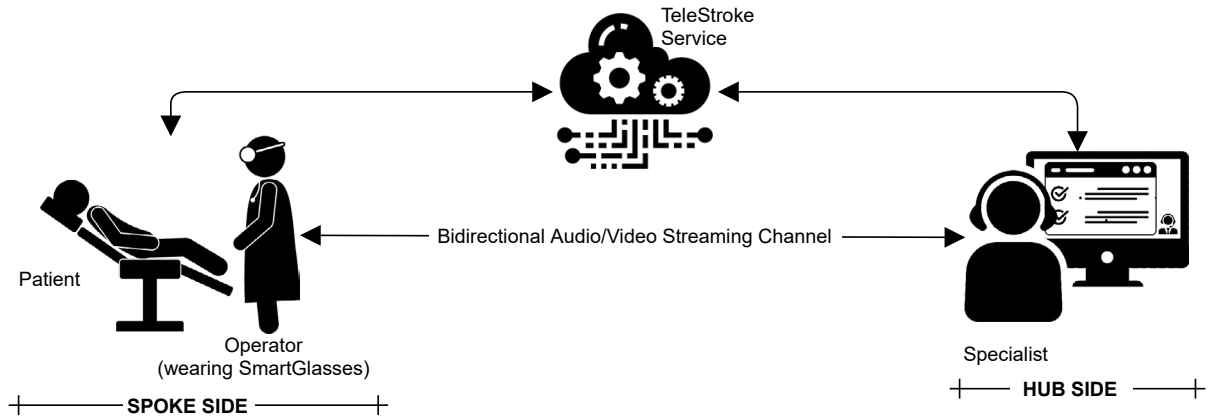 TeleStroke
Service
Bidirectional Audio/Video Streaming Channel
Patient
Operator
(wearing SmartGlasses)
Specialist
SPOKE SIDE
HUB SIDE